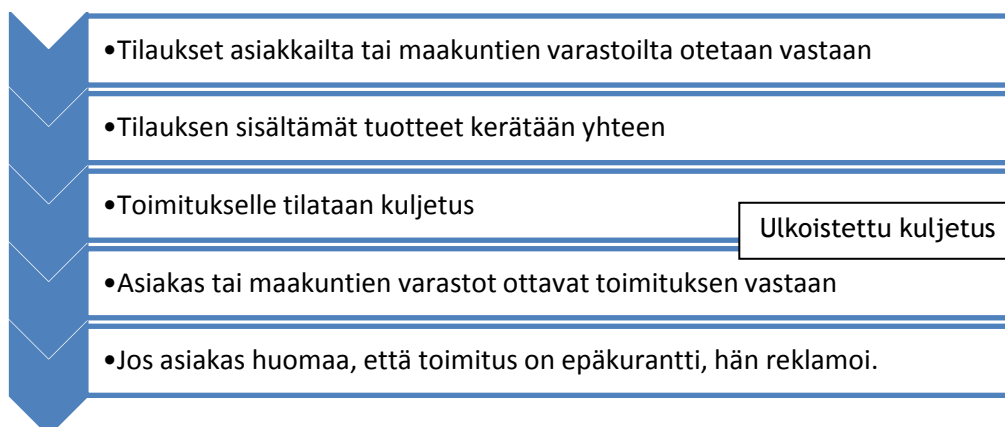 •Tilaukset asiakkailta tai maakuntien varastoilta otetaan vastaan
•Tilauksen sisältämät tuotteet kerätään yhteen
•Toimitukselle tilataan kuljetus
Ulkoistettu kuljetus
•Asiakas tai maakuntien varastot ottavat toimituksen vastaan
•Jos asiakas huomaa, että toimitus on epäkurantti, hän reklamoi.